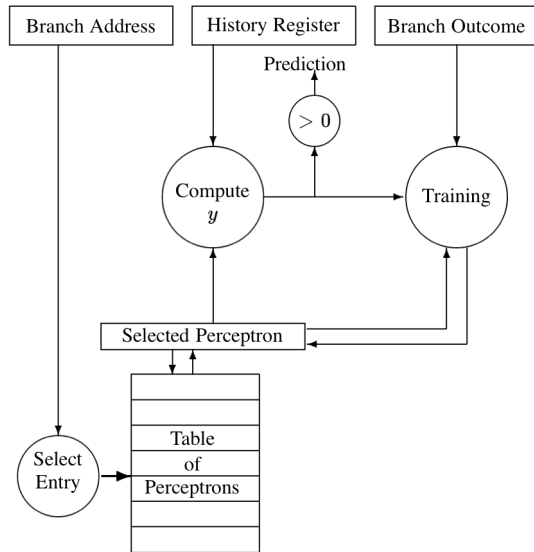 Branch Address
History Register
Branch Outcome
Prediction
> 0
Compute
y
Training
Selected Perceptron
Table
of
Perceptrons
Select
Entry